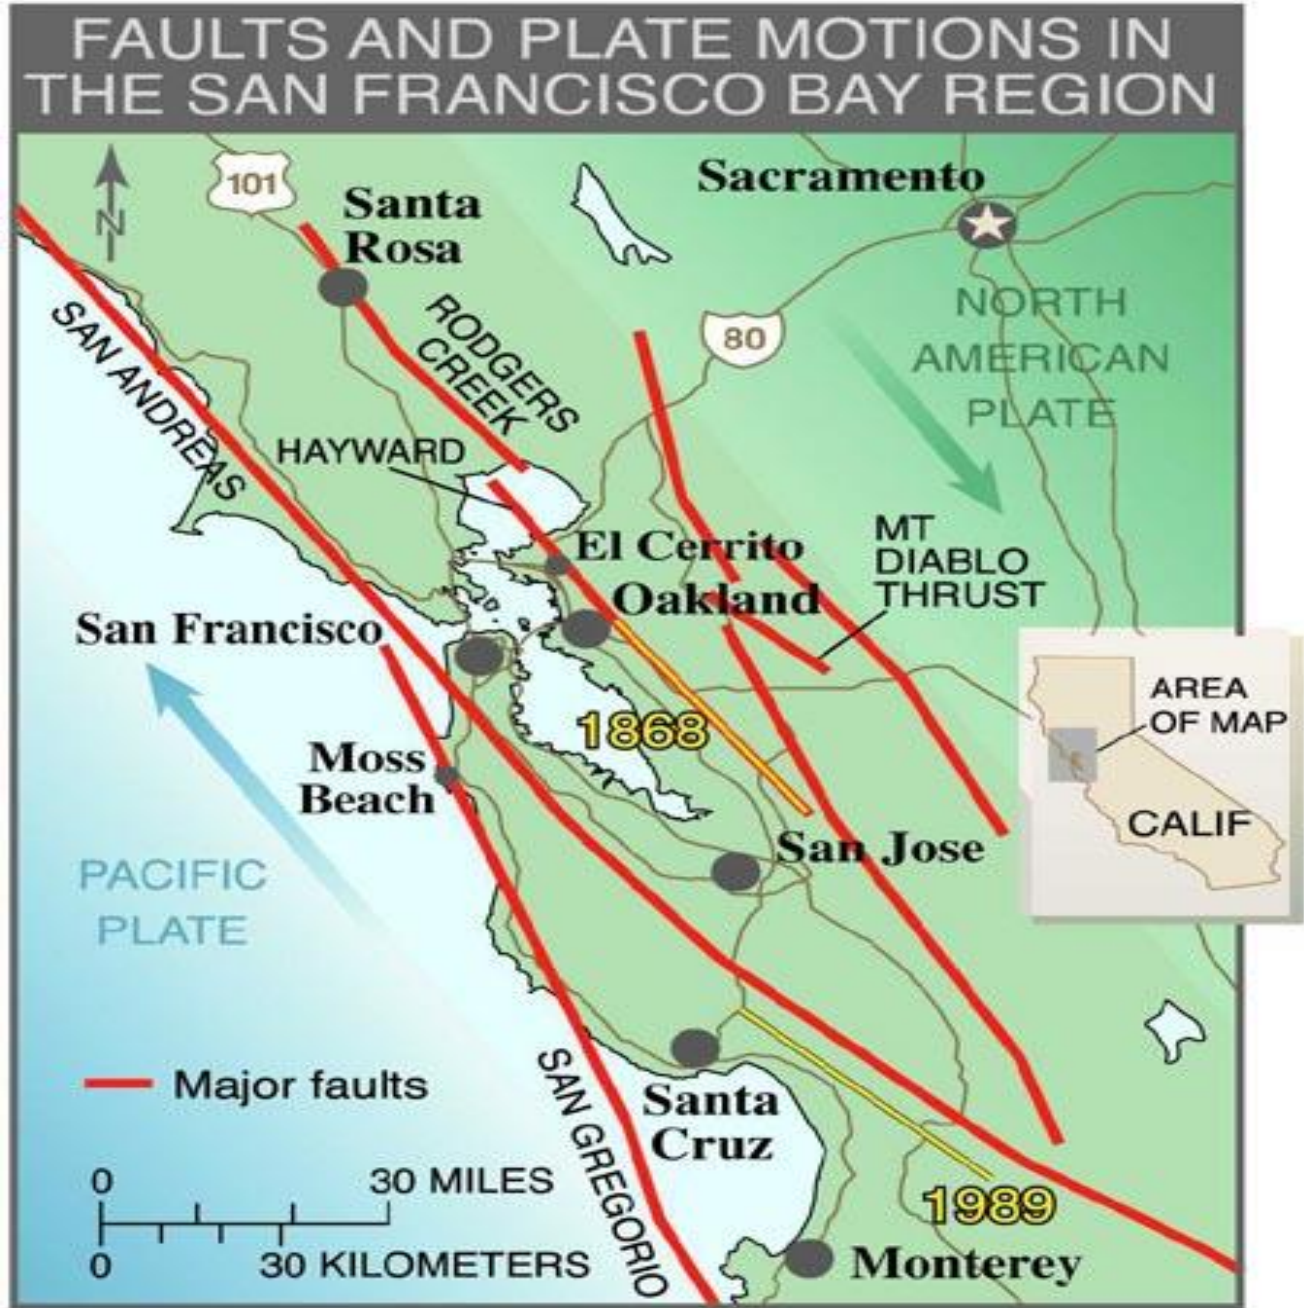 FAULTS AND PLATE MOTIONS IN
THE SAN FRANCISCO BAY REGION
101
N
Santa
Rosa
Sacramento
SAN ANDREAS
RODGERS
CREEK
80
NORTH
AMERICAN
PLATE
HAYWARD
El Cerrito
Oakland
MT
DIABLO
THRUST
San Francisco
1868
AREA
OF MAP
CALIF
Moss
Beach
San Jose
PACIFIC
PLATE
Major faults
SAN GREGORIO
Santa
Cruz
1989
Monterey
0 30 MILES
0 30 KILOMETERS